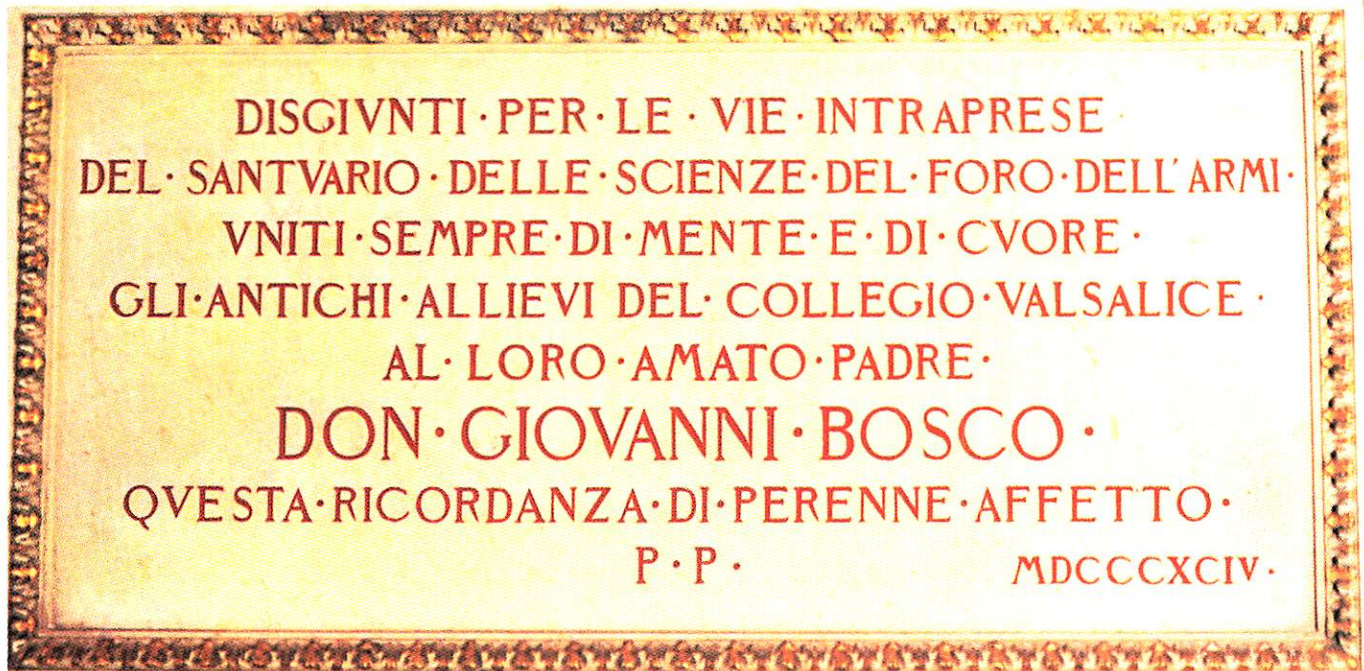 DISGIVNTI · PER · LE · VIE · INTRAPRESE
DEL · SANTVARIO · DELLE · SCIENZE · DEL · FORO · DELL' ARMI ·
VNITI · SEMPRE · DI · MENTE · E · DI · CVORE ·
GLI · ANTICHI · ALLIEVI DEL · COLLEGIO · VALSALICE ·
AL · LORO · AMATO · PADRE ·
DON · GIOVANNI · BOSCO ·
QVESTA · RICORDANZA · DI · PERENNE · AFFETTO ·
P · P · MDCCCXCIV ·